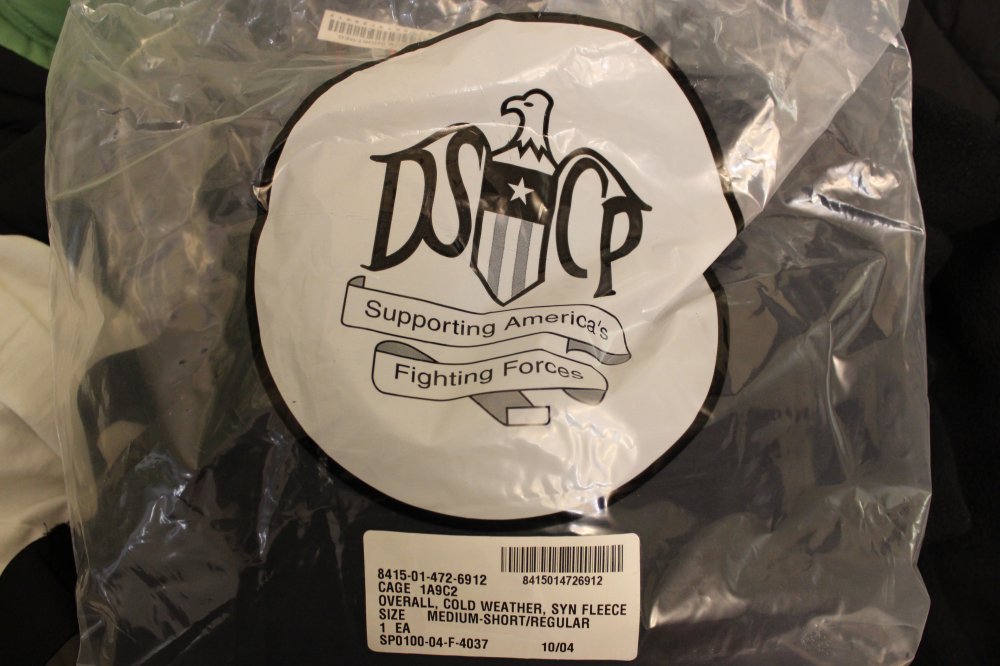 DSCP
Supporting America's
Fighting Forces
8415-01-472-6912
8415014726912
CAGE 1A9C2
OVERALL, COLD WEATHER, SYN FLEECE
SIZE MEDIUM-SHORT/REGULAR
1 EA
SP0100-04-F-4037 10/04